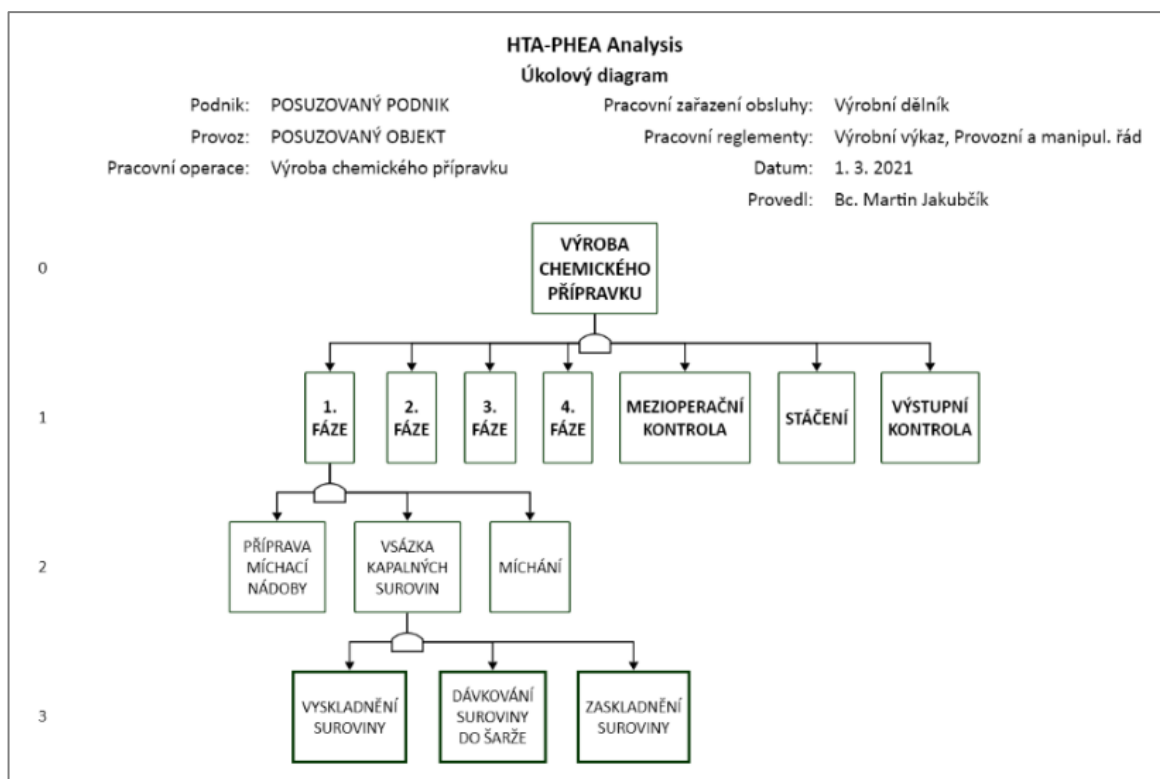 HTA-PHEA Analysis
Úkolový diagram
Podnik: POSUZOVANÝ PODNIK
Pracovní zařazení obsluhy: Výrobní dělník
Provoz: POSUZOVANÝ OBJEKT
Pracovní reglementy: Výrobní výkaz, Provozní a manipul. řád
Pracovní operace: Výroba chemického přípravku
Datum: 1. 3. 2021
Provedl: Bc. Martin Jakubčík
0
VÝROBA
CHEMICKÉHO
PŘÍPRAVKU
1
1.
FÁZE
2.
FÁZE
3.
FÁZE
4.
FÁZE
MEZIOPERAČNÍ
KONTROLA
STÁČENÍ
VÝSTUPNÍ
KONTROLA
2
PŘÍPRAVA
MÍCHACÍ
NÁDOBY
VSÁZKA
KAPALNÝCH
SUROVIN
MÍCHÁNÍ
3
VYSKLADNĚNÍ
SUROVINY
DÁVKOVÁNÍ
SUROVINY
DO ŠARŽE
ZASKLADNĚNÍ
SUROVINY